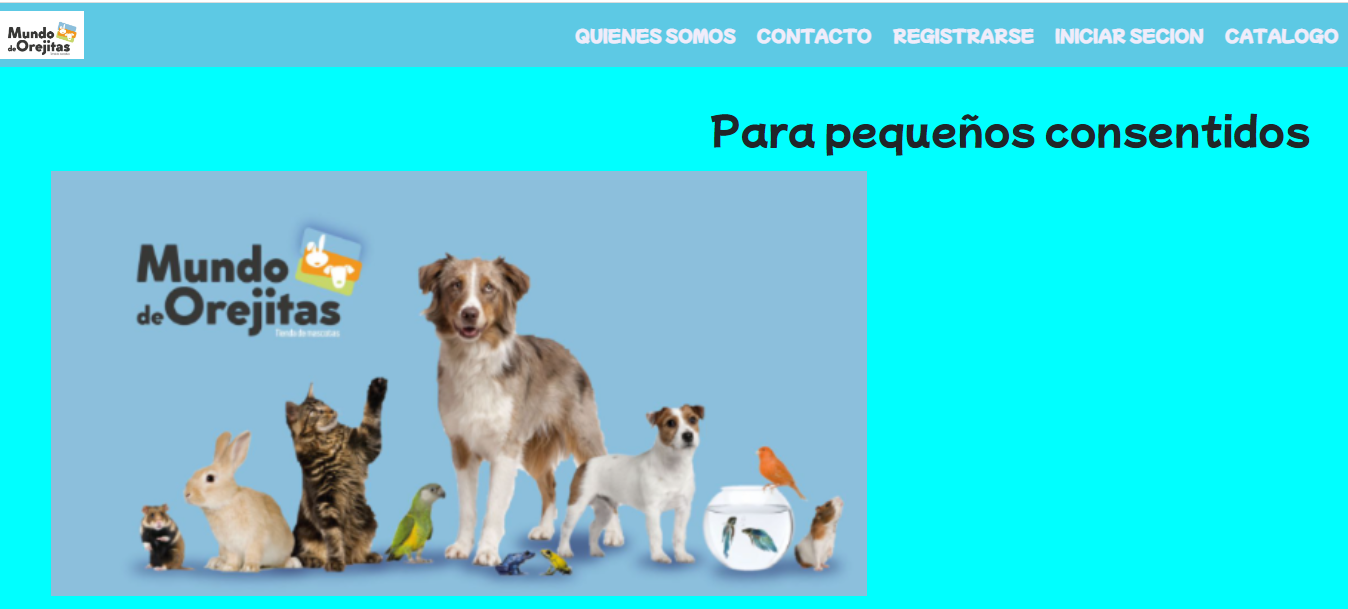 Mundo
de Orejitas
QUIENES SOMOS CONTACTO REGISTRARSE INICIAR SECION CATALOGO
Para pequeños consentidos
Mundo
de Orejitas
Tienda de mascotas